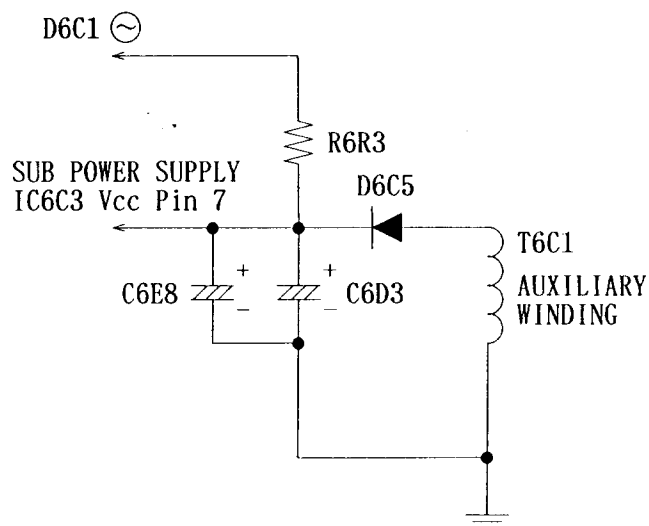 D6C1
R6R3
SUB POWER SUPPLY
IC6C3 Vcc Pin 7
D6C5
T6C1
AUXILIARY
WINDING
C6E8
+
-
C6D3
+
-